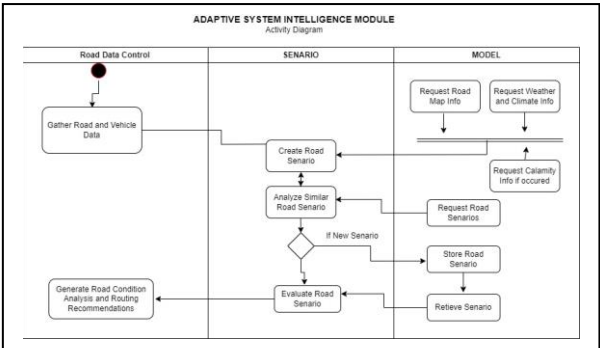 ADAPTIVE SYSTEM INTELLIGENCE MODULE
Activity Diagram
Road Data Control
SENARIO
MODEL
Request Road
Map Info
Request Weather
and Climate Info
Gather Road and Vehicle
Data
Create Road
Senario
Request Calamity
Info if occured
Analyze Similar
Road Senario
Request Road
Senarios
If New Senario
Store Road
Senario
Generate Road Condition
Analysis and Routing
Recommendations
Evaluate Road
Senario
Retieve Senario